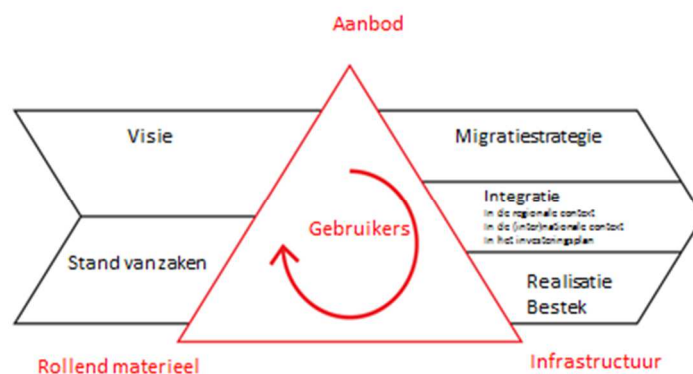 Aanbod
Visie
Migratiestrategie
Integratie
In de regionale context
In de (inter)nationale context
In het investeringsplan
Gebruikers
Stand van zaken
Realisatie
Bestek
Rollend materieel
Infrastructuur